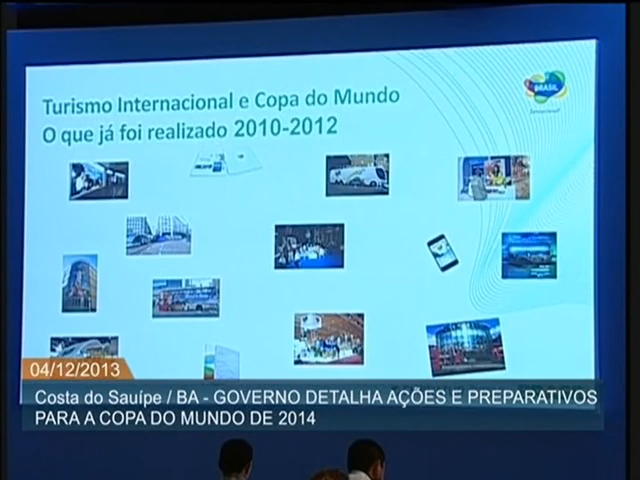 Turismo Internacional e Copa do Mundo
O que já foi realizado 2010-2012
BRASIL
Sensacional!
04/12/2013
Costa do Sauípe / BA - GOVERNO DETALHA AÇÕES E PREPARATIVOS
PARA A COPA DO MUNDO DE 2014